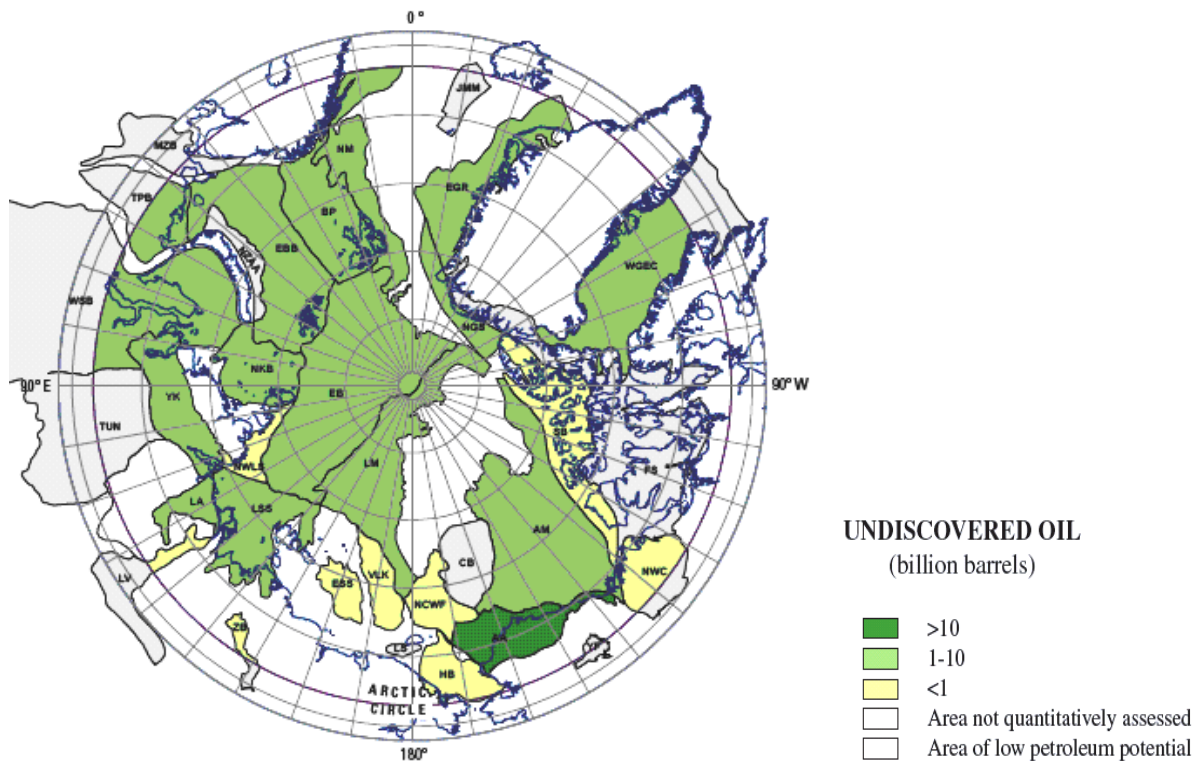 0°
JMM
MZB
NM
TPB
EGR
BP
EBB
NZAA
WGEC
WSB
NGS
NKB
90°E
90°W
EB
YK
TUN
SB
LM
NWLS
FS
LA
LSS
AM
CB
NWC
LV
ESS
VLK
NCWF
ZB
AA
LS
YF
HB
ARCTIC
CIRCLE
180°
UNDISCOVERED OIL
(billion barrels)
>10
1-10
<1
Area not quantitatively assessed
Area of low petroleum potential